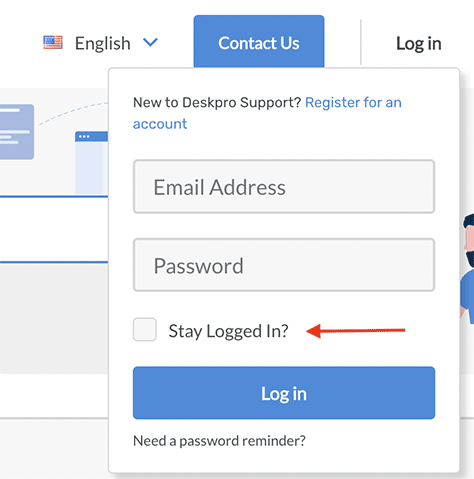 English
Contact Us
Log in
New to Deskpro Support? Register for an
account
Email Address
Password
Stay Logged In?
Log in
Need a password reminder?